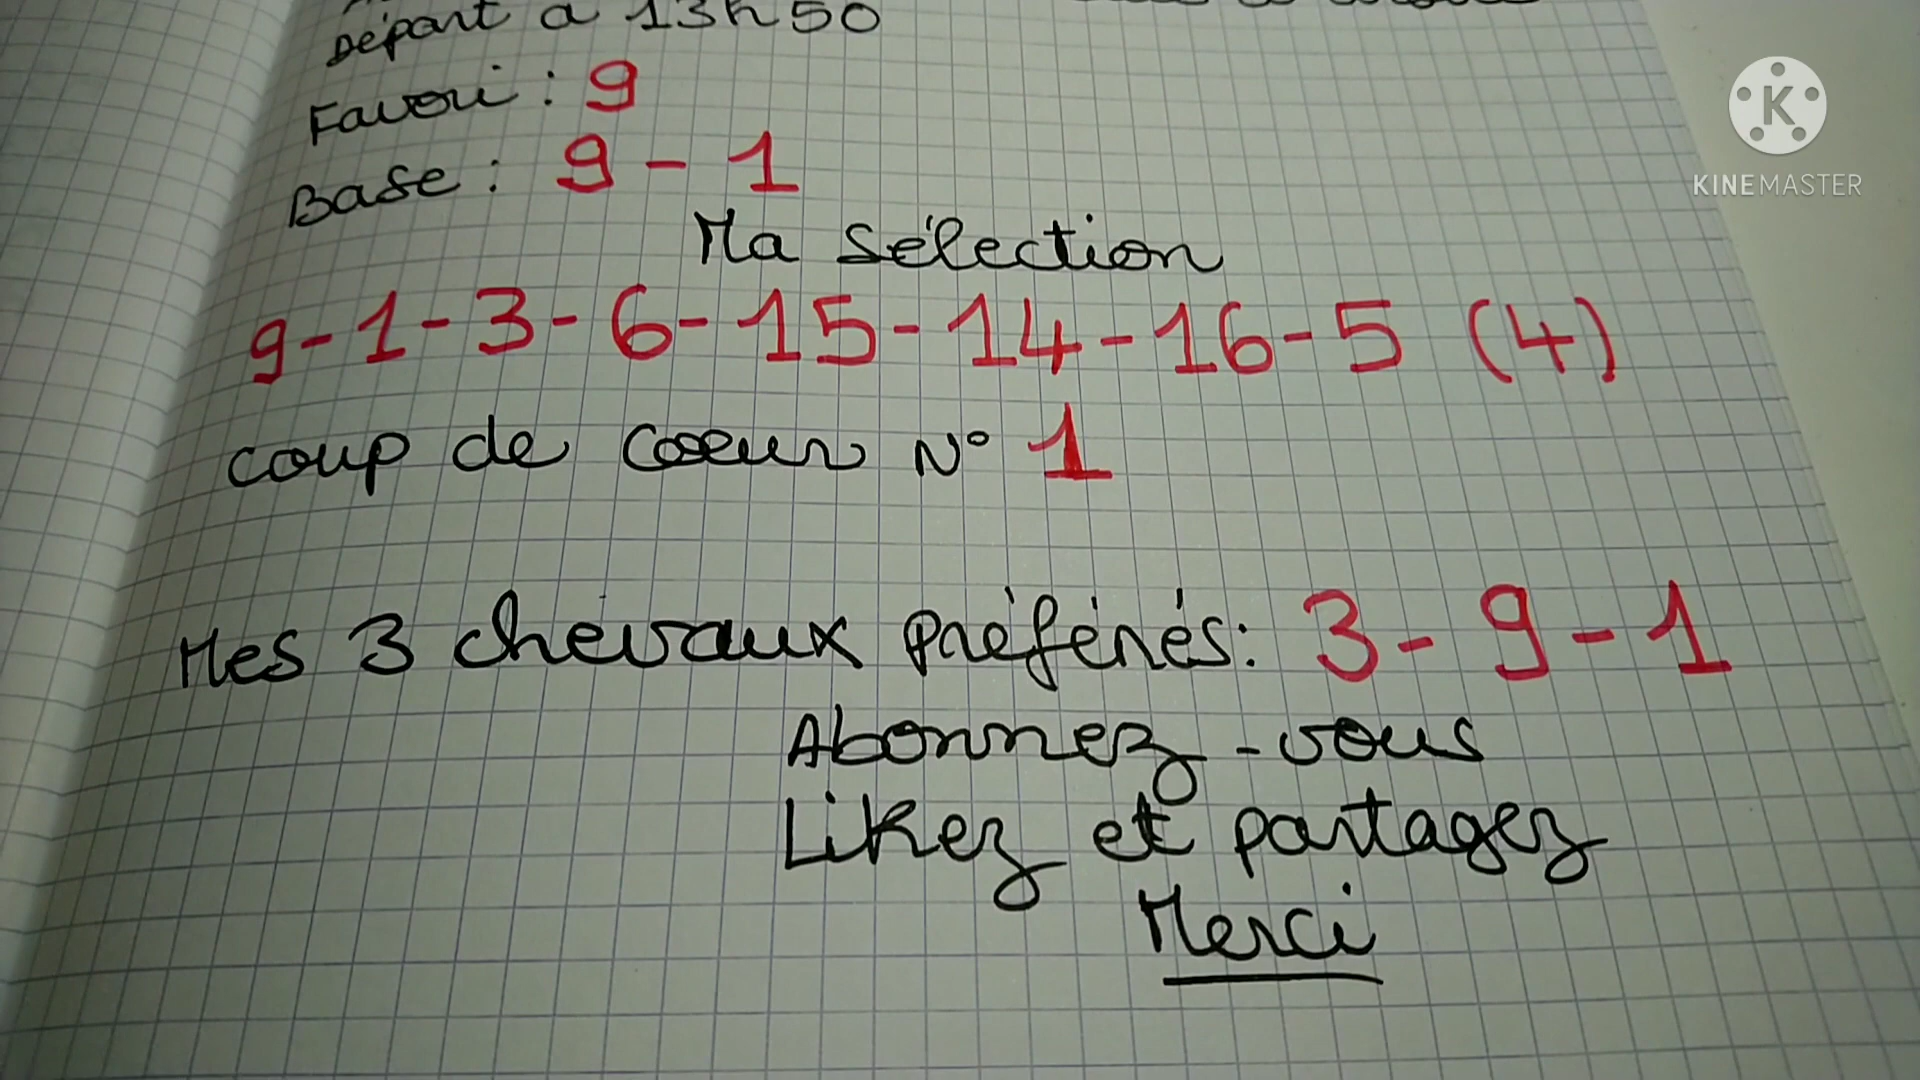 Départ à 13h50
Favori : 9
Base : 9 - 1
Ma sélection
9-1-3-6-15-14-16-5 (4)
coup de coeur N° 1
Mes 3 chevaux préférés: 3-9-1
Abonnez-vous
Likez et partagez
Merci
K
KINEMASTER